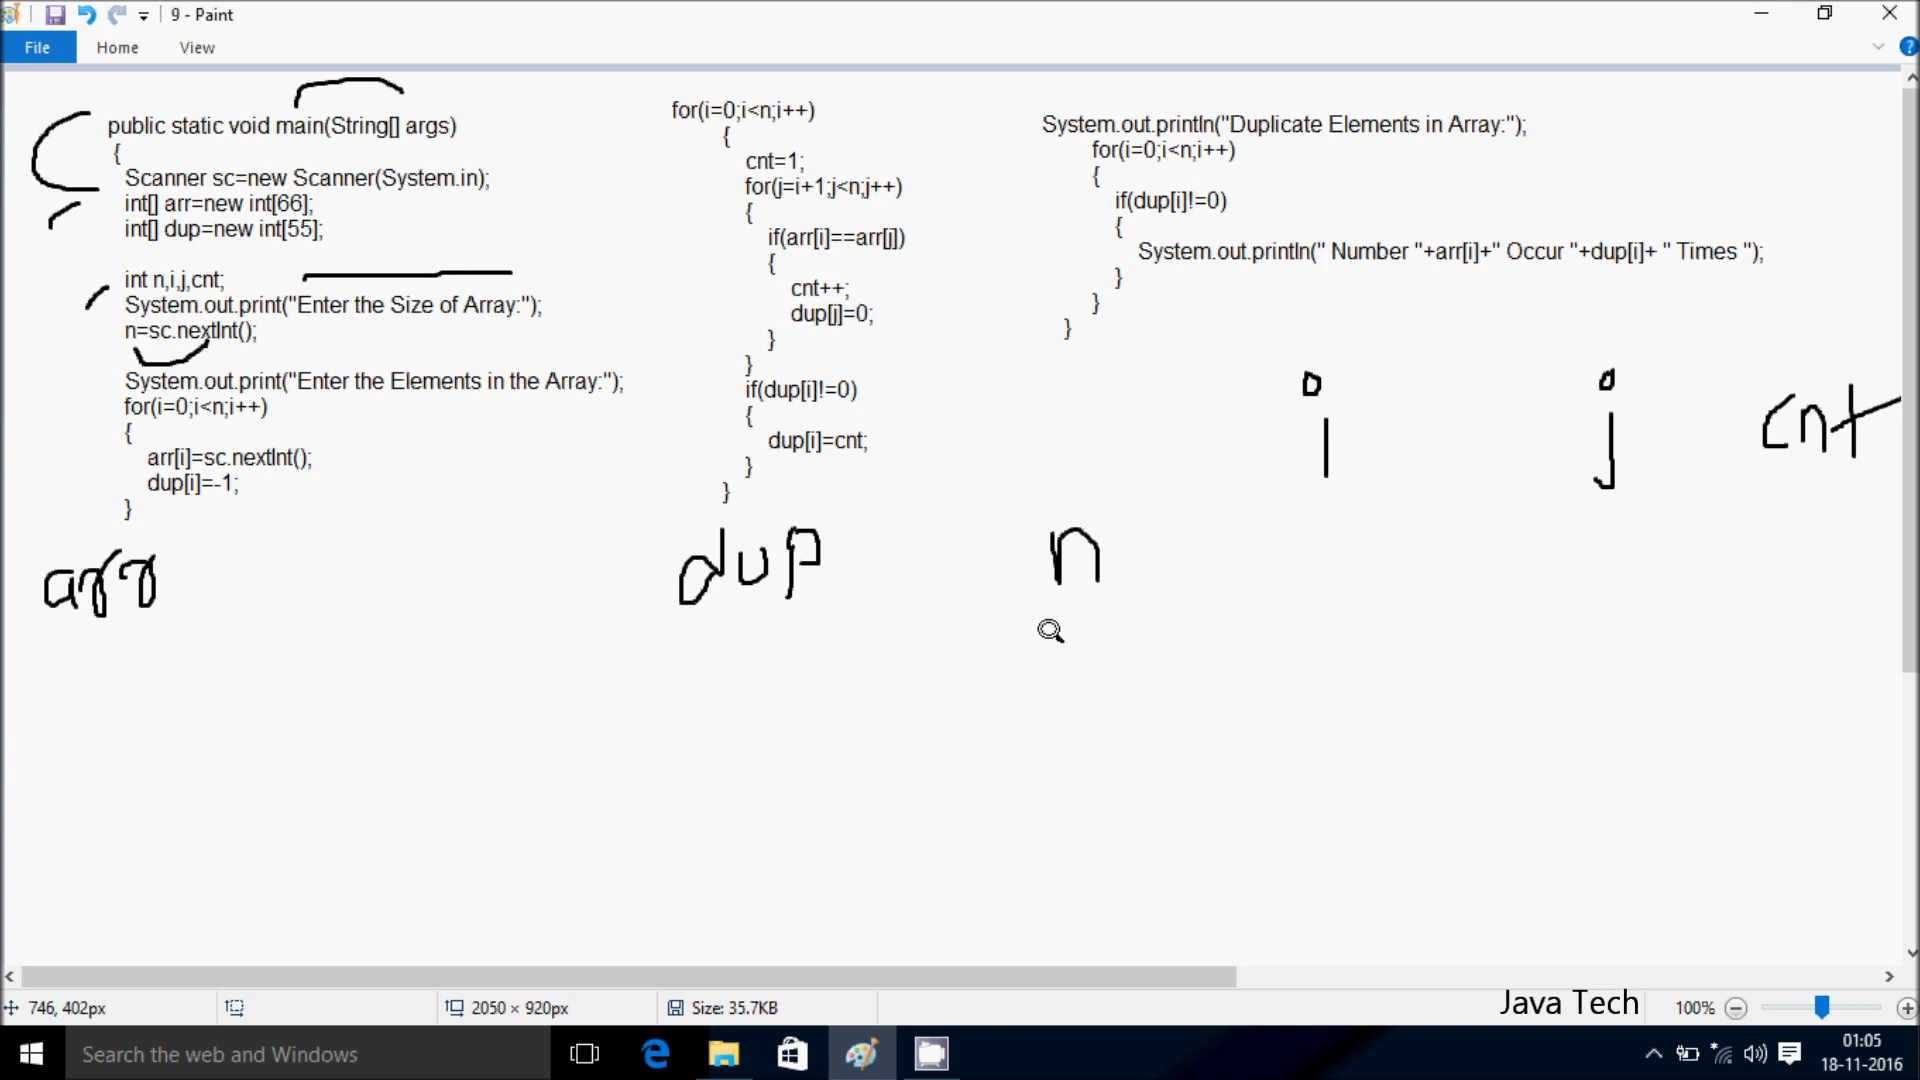 9 - Paint
File Home View
public static void main(String[] args)
{
Scanner sc=new Scanner(System.in);
int[] arr=new int[66];
int[] dup=new int[55];
int n,i,j,cnt;
System.out.print("Enter the Size of Array:");
n=sc.nextInt();
System.out.print("Enter the Elements in the Array:");
for(i=0;i<n;i++)
{
arr[i]=sc.nextInt();
dup[i]=-1;
}
for(i=0;i<n;i++)
{
cnt=1;
for(j=i+1;j<n;j++)
{
if(arr[i]==arr[j])
{
cnt++;
dup[j]=0;
}
}
if(dup[i]!=0)
{
dup[i]=cnt;
}
}
System.out.println("Duplicate Elements in Array:");
for(i=0;i<n;i++)
{
if(dup[i]!=0)
{
System.out.println(" Number "+arr[i]+" Occur "+dup[i]+ " Times ");
}
}
}
i j cnt
arr dup n
746, 402px 2050 × 920px Size: 35.7KB Java Tech 100%
Search the web and Windows
01:05
18-11-2016